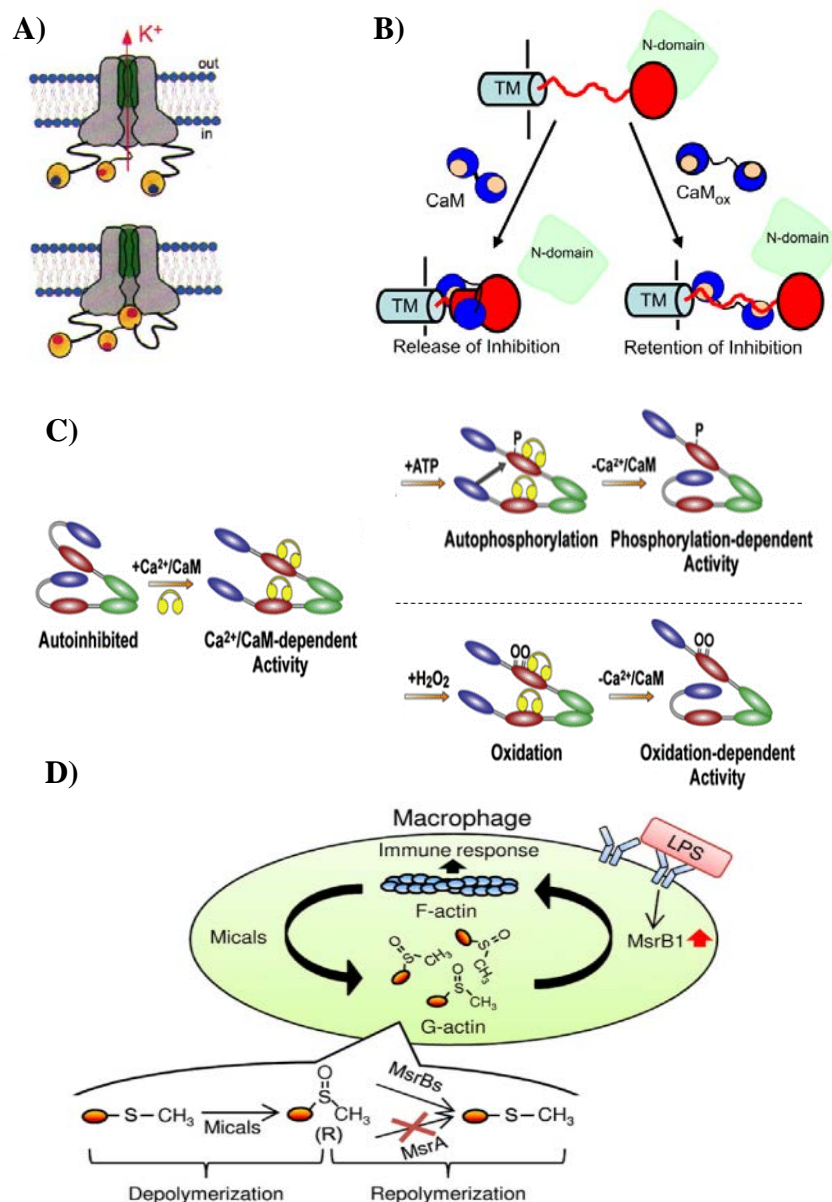 A)
K⁺
out
in
B)
TM
N-domain
CaM
CaMox
N-domain
N-domain
TM
TM
Release of Inhibition
Retention of Inhibition
C)
+Ca²⁺/CaM
Autoinhibited
Ca²⁺/CaM-dependent
Activity
+ATP
P
-Ca²⁺/CaM
P
Autophosphorylation
Phosphorylation-dependent
Activity
+H₂O₂
OO
-Ca²⁺/CaM
OO
Oxidation
Oxidation-dependent
Activity
D)
Macrophage
Immune response
LPS
F-actin
Micals
MsrB1
O
S
CH₃
O
S
CH₃
O
S
CH₃
G-actin
S–CH₃
Micals
O
S
CH₃
(R)
MsrBs
MsrA
S–CH₃
Depolymerization
Repolymerization